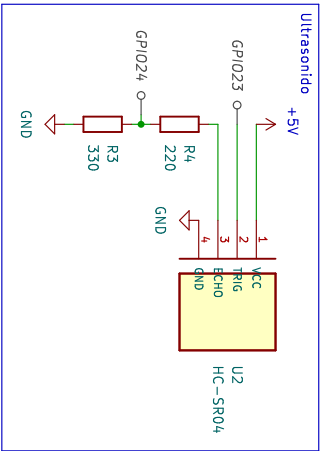 Ultrasonido
+5V
GPIO23
GPIO24
GND
R3
330
R4
220
GND
4
3
2
1
GND
ECHO
TRIG
VCC
U2
HC-SR04